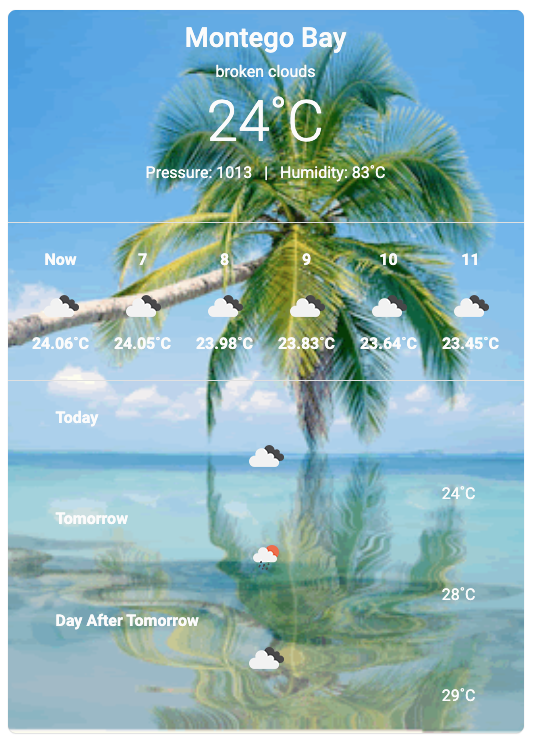 Montego Bay
broken clouds
24˚C
Pressure: 1013 | Humidity: 83˚C
Now 7 8 9 10 11
24.06˚C 24.05˚C 23.98˚C 23.83˚C 23.64˚C 23.45˚C
Today
24˚C
Tomorrow
28˚C
Day After Tomorrow
29˚C